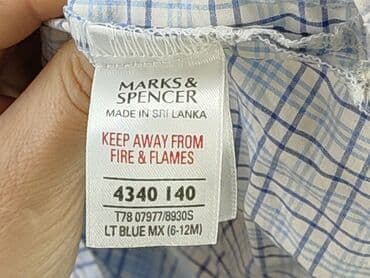 MARKS &
SPENCER
MADE IN SRI LANKA
KEEP AWAY FROM
FIRE & FLAMES
4340 140
T78 07977/8930S
LT BLUE MX (6-12M)